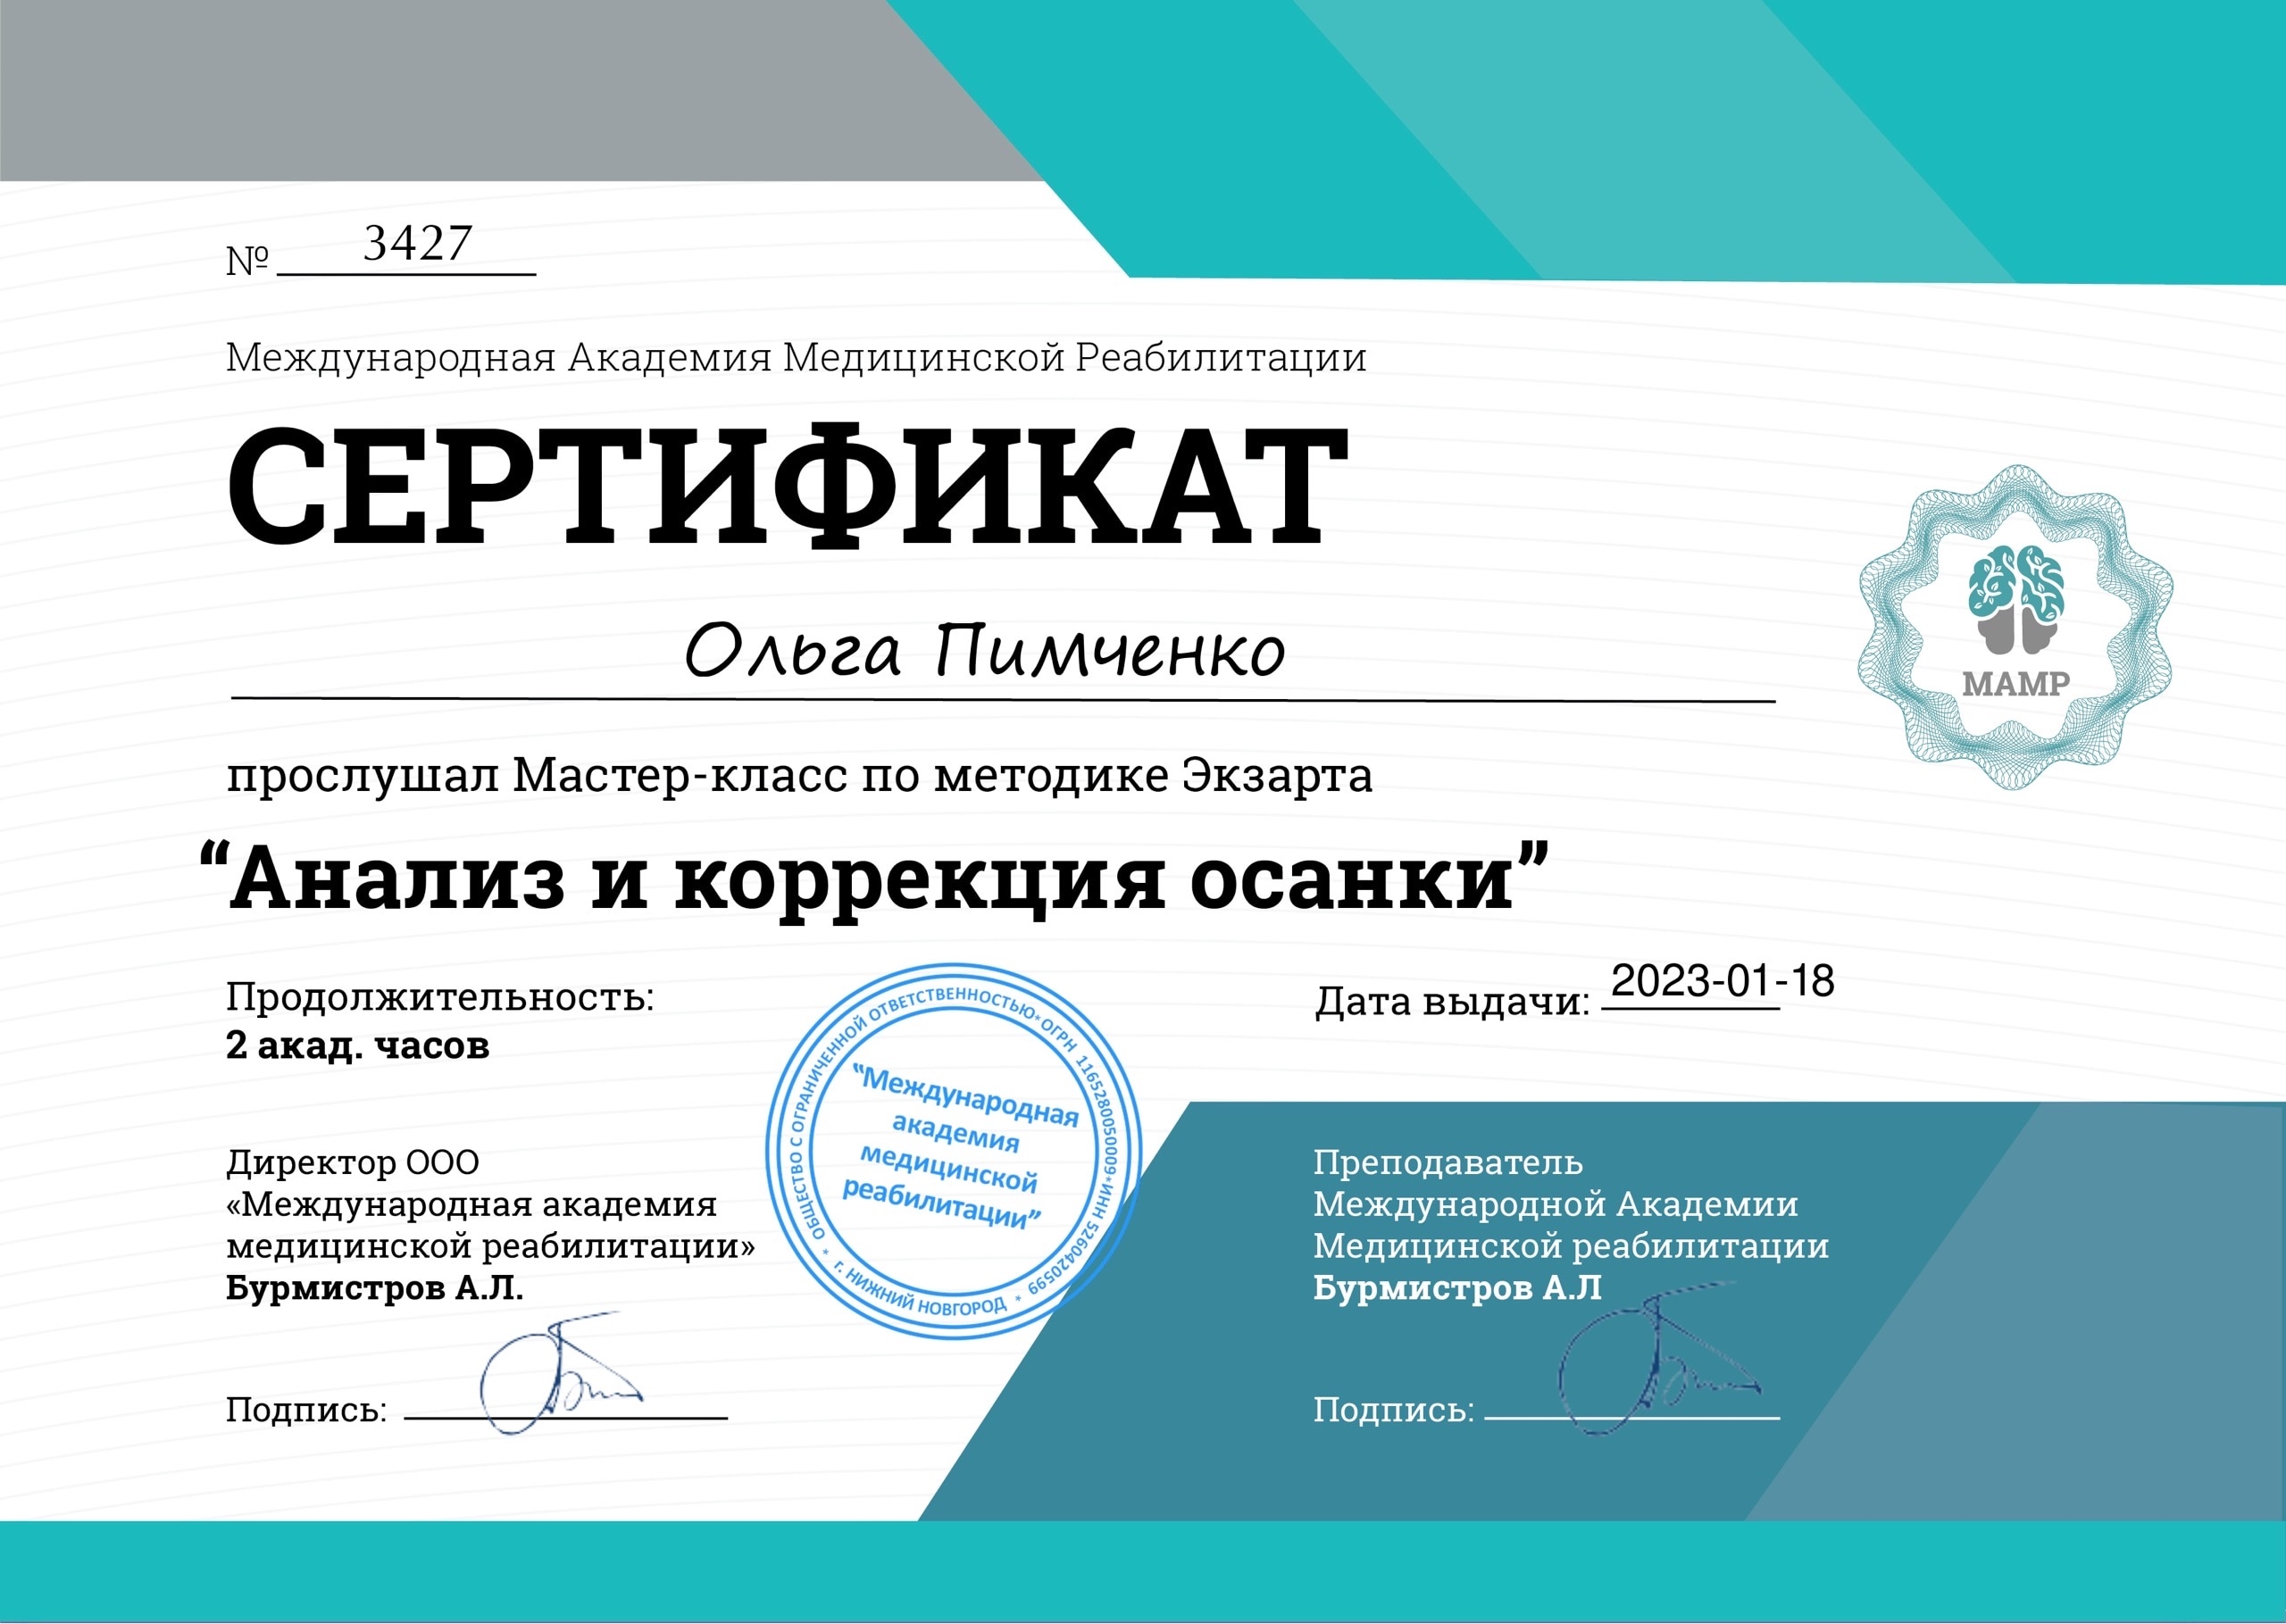 № 3427
Международная Академия Медицинской Реабилитации
СЕРТИФИКАТ
Ольга Пимченко
МАМР
прослушал Мастер-класс по методике Экзарта
“Анализ и коррекция осанки”
Продолжительность:
2 акад. часов
Дата выдачи: 2023-01-18
* ОБЩЕСТВО С ОГРАНИЧЕННОЙ ОТВЕТСТВЕННОСТЬЮ*ОГРН 1165280050009*ИНН 5260420599
* г. НИЖНИЙ НОВГОРОД *
“Международная
академия
медицинской
реабилитации”
Директор ООО
«Международная академия
медицинской реабилитации»
Бурмистров А.Л.
Подпись:
Преподаватель
Международной Академии
Медицинской реабилитации
Бурмистров А.Л
Подпись: